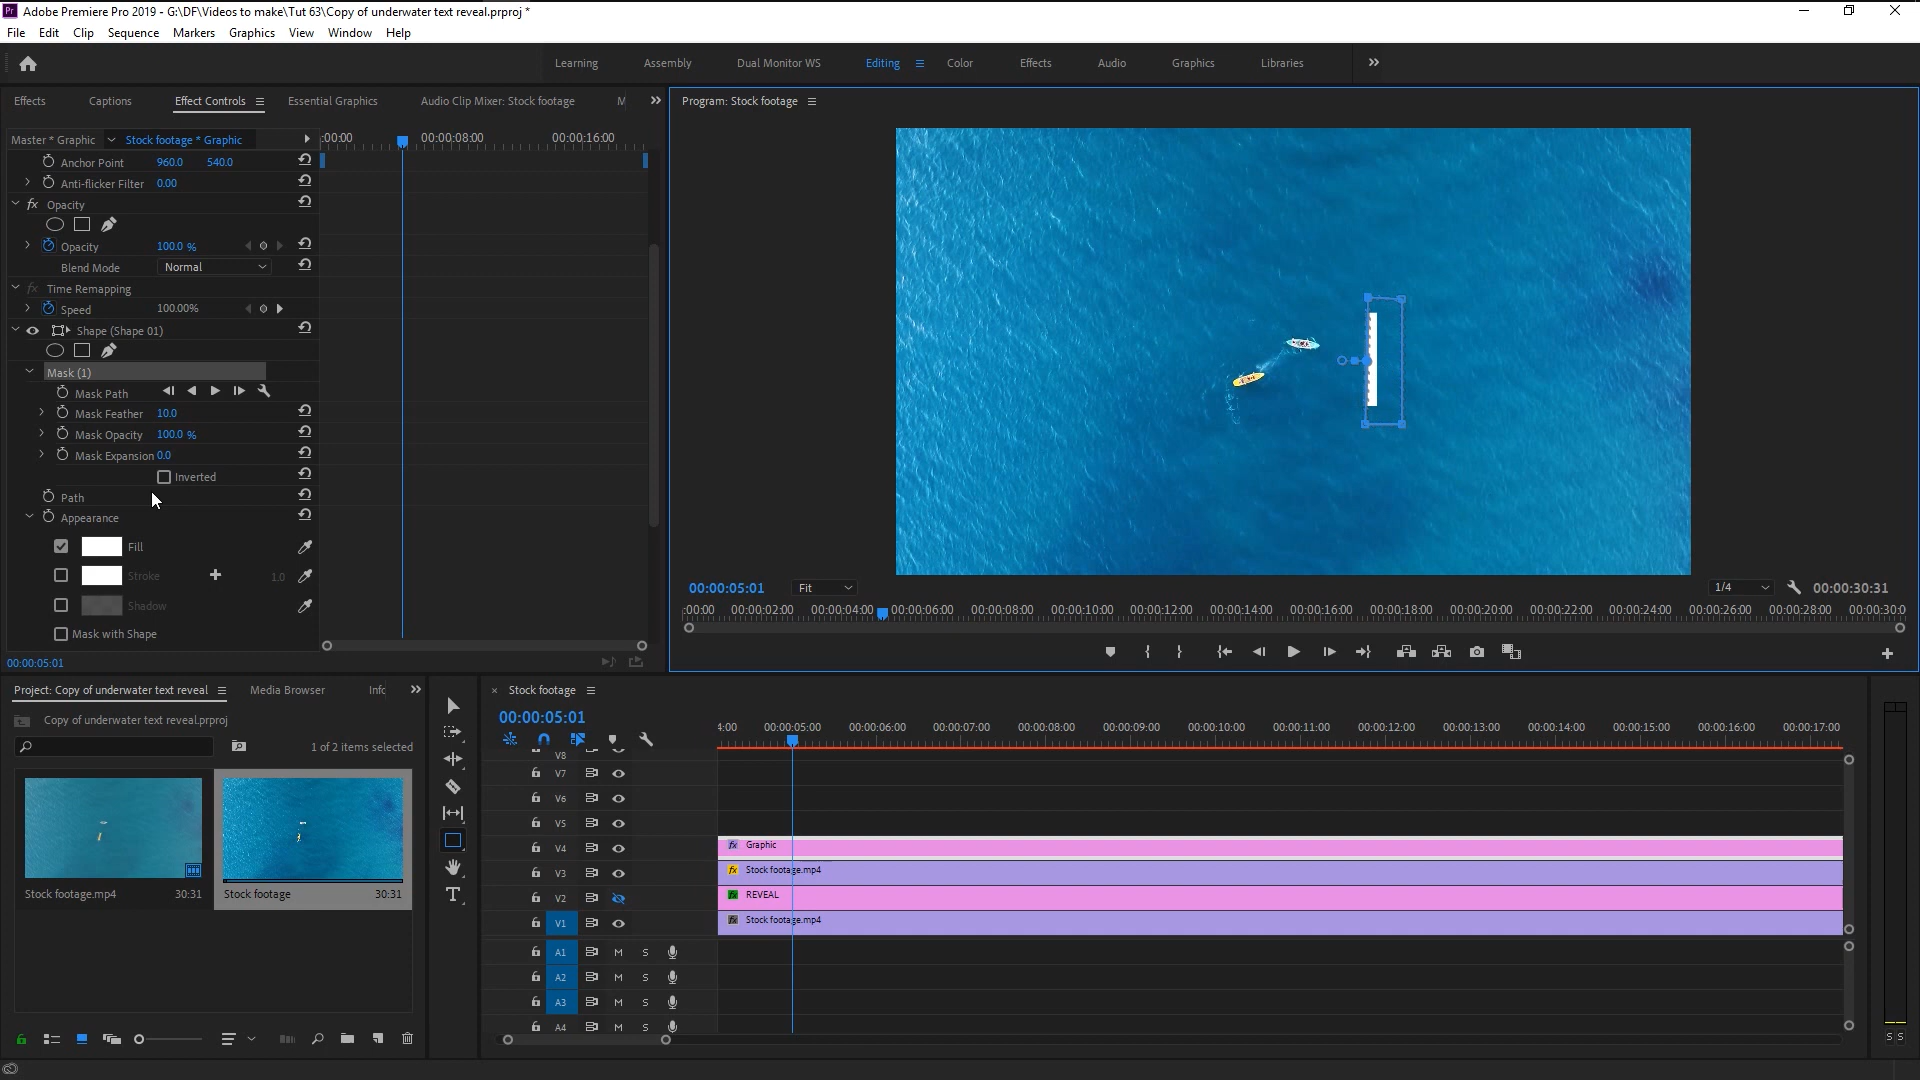 Adobe Premiere Pro 2019 - G:\DF\Videos to make\Tut 63\Copy of underwater text reveal.prproj *
File Edit Clip Sequence Markers Graphics View Window Help
Learning Assembly Dual Monitor WS Editing Color Effects Audio Graphics Libraries
Effects Captions Effect Controls Essential Graphics Audio Clip Mixer: Stock footage
Program: Stock footage
Master * Graphic Stock footage * Graphic :00:00 00:00:08:00 00:00:16:00
Anchor Point 960.0 540.0
Anti-flicker Filter 0.00
fx Opacity
Opacity 100.0 %
Blend Mode Normal
fx Time Remapping
Speed 100.00%
Shape (Shape 01)
Mask (1)
Mask Path
Mask Feather 10.0
Mask Opacity 100.0 %
Mask Expansion 0.0
Inverted
Path
Appearance
Fill
Stroke 1.0
Shadow
Mask with Shape
00:00:05:01
00:00:05:01 Fit 1/4 00:00:30:31
:00:00 00:00:02:00 00:00:04:00 00:00:06:00 00:00:08:00 00:00:10:00 00:00:12:00 00:00:14:00 00:00:16:00 00:00:18:00 00:00:20:00 00:00:22:00 00:00:24:00 00:00:26:00 00:00:28:00 00:00:30:0
Project: Copy of underwater text reveal Media Browser Info
Copy of underwater text reveal.prproj
1 of 2 items selected
Stock footage.mp4 30:31
Stock footage 30:31
× Stock footage
00:00:05:01
4:00 00:00:05:00 00:00:06:00 00:00:07:00 00:00:08:00 00:00:09:00 00:00:10:00 00:00:11:00 00:00:12:00 00:00:13:00 00:00:14:00 00:00:15:00 00:00:16:00 00:00:17:00
V8
V7
V6
V5
V4 fx Graphic
V3 fx Stock footage.mp4
V2 fx REVEAL
V1 fx Stock footage.mp4
A1 M S
A2 M S
A3 M S
A4 M S
S S